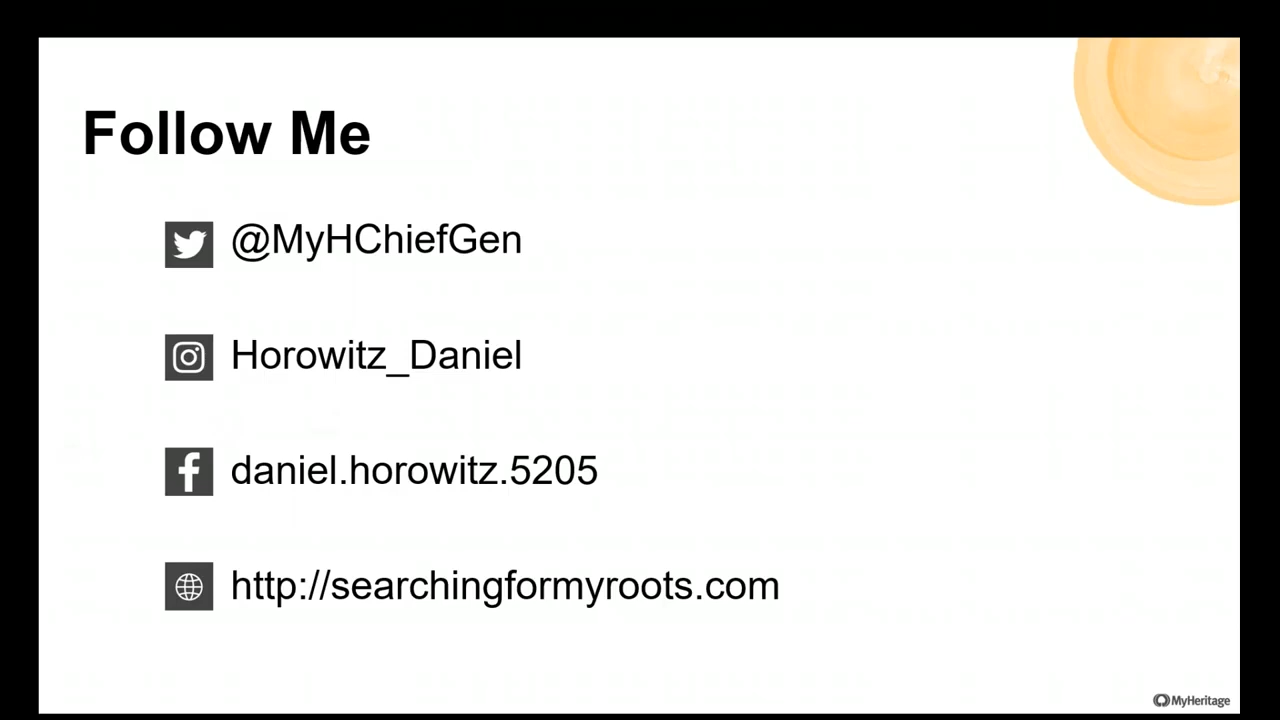 Follow Me
@MyHChiefGen
Horowitz_Daniel
daniel.horowitz.5205
http://searchingformyroots.com
MyHeritage